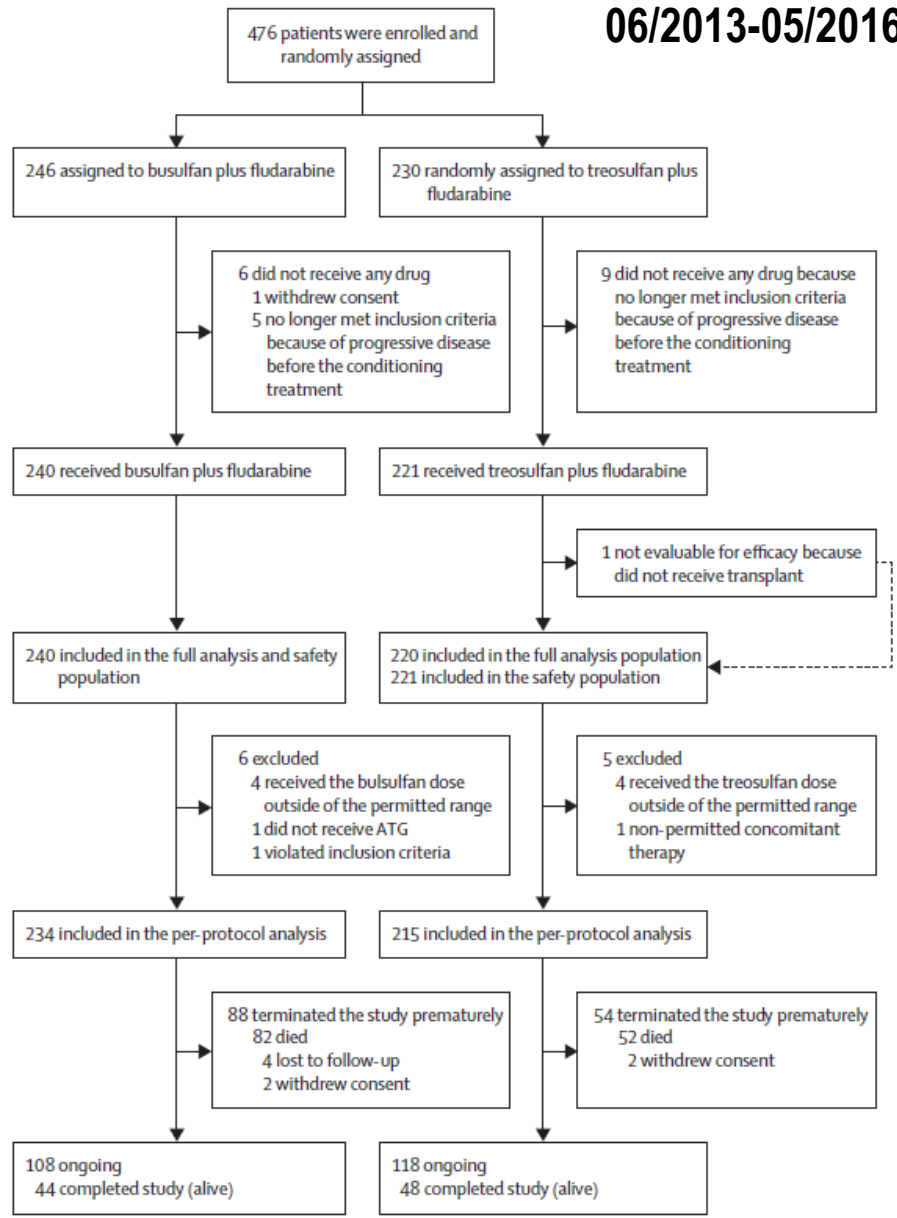 06/2013-05/2016
476 patients were enrolled and
randomly assigned
246 assigned to busulfan plus fludarabine
230 randomly assigned to treosulfan plus
fludarabine
6 did not receive any drug
1 withdrew consent
5 no longer met inclusion criteria
because of progressive disease
before the conditioning
treatment
9 did not receive any drug because
no longer met inclusion criteria
because of progressive disease
before the conditioning
treatment
240 received busulfan plus fludarabine
221 received treosulfan plus fludarabine
1 not evaluable for efficacy because
did not receive transplant
240 included in the full analysis and safety
population
220 included in the full analysis population
221 included in the safety population
6 excluded
4 received the bulsulfan dose
outside of the permitted range
1 did not receive ATG
1 violated inclusion criteria
5 excluded
4 received the treosulfan dose
outside of the permitted range
1 non-permitted concomitant
therapy
234 included in the per-protocol analysis
215 included in the per-protocol analysis
88 terminated the study prematurely
82 died
4 lost to follow-up
2 withdrew consent
54 terminated the study prematurely
52 died
2 withdrew consent
108 ongoing
44 completed study (alive)
118 ongoing
48 completed study (alive)